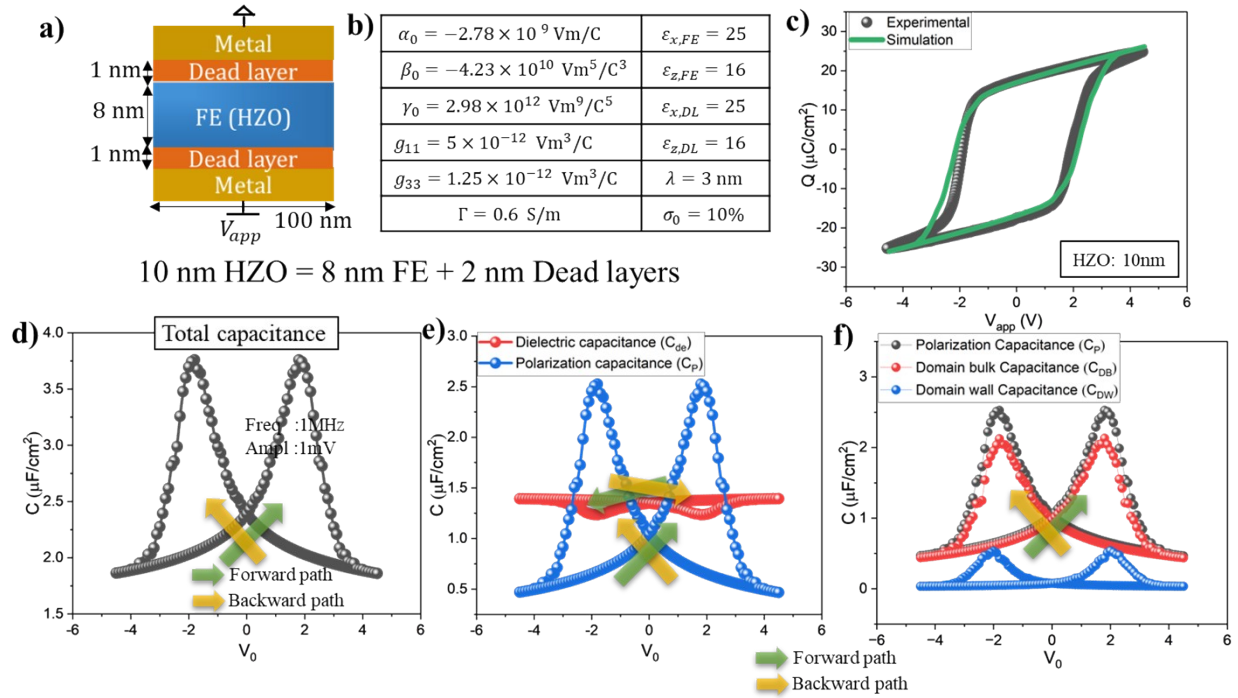 a)
Metal
Dead layer
FE (HZO)
Dead layer
Metal
1 nm
8 nm
1 nm
100 nm
V_app
10 nm HZO = 8 nm FE + 2 nm Dead layers
b)
α₀ = −2.78 × 10⁹ Vm/C ε_{x,FE} = 25
β₀ = −4.23 × 10¹⁰ Vm⁵/C³ ε_{z,FE} = 16
γ₀ = 2.98 × 10¹² Vm⁹/C⁵ ε_{x,DL} = 25
g₁₁ = 5 × 10⁻¹² Vm³/C ε_{z,DL} = 16
g₃₃ = 1.25 × 10⁻¹² Vm³/C λ = 3 nm
Γ = 0.6 S/m σ₀ = 10%
c)
Experimental
Simulation
30
20
10
0
-10
-20
-30
Q (μC/cm²)
HZO: 10nm
-6 -4 -2 0 2 4 6
V_app (V)
d)
Total capacitance
4.0
3.5
3.0
2.5
2.0
1.5
C (μF/cm²)
Freq :1MHz
Ampl :1mV
Forward path
Backward path
-6 -4 -2 0 2 4 6
V₀
e)
Dielectric capacitance (C_de)
Polarization capacitance (C_P)
3.0
2.5
2.0
1.5
1.0
0.5
C (μF/cm²)
-6 -4 -2 0 2 4 6
V₀
f)
Polarization Capacitance (C_P)
Domain bulk Capacitance (C_DB)
Domain wall Capacitance (C_DW)
3
2
1
0
C (μF/cm²)
−6 −4 −2 0 2 4 6
V₀
Forward path
Backward path